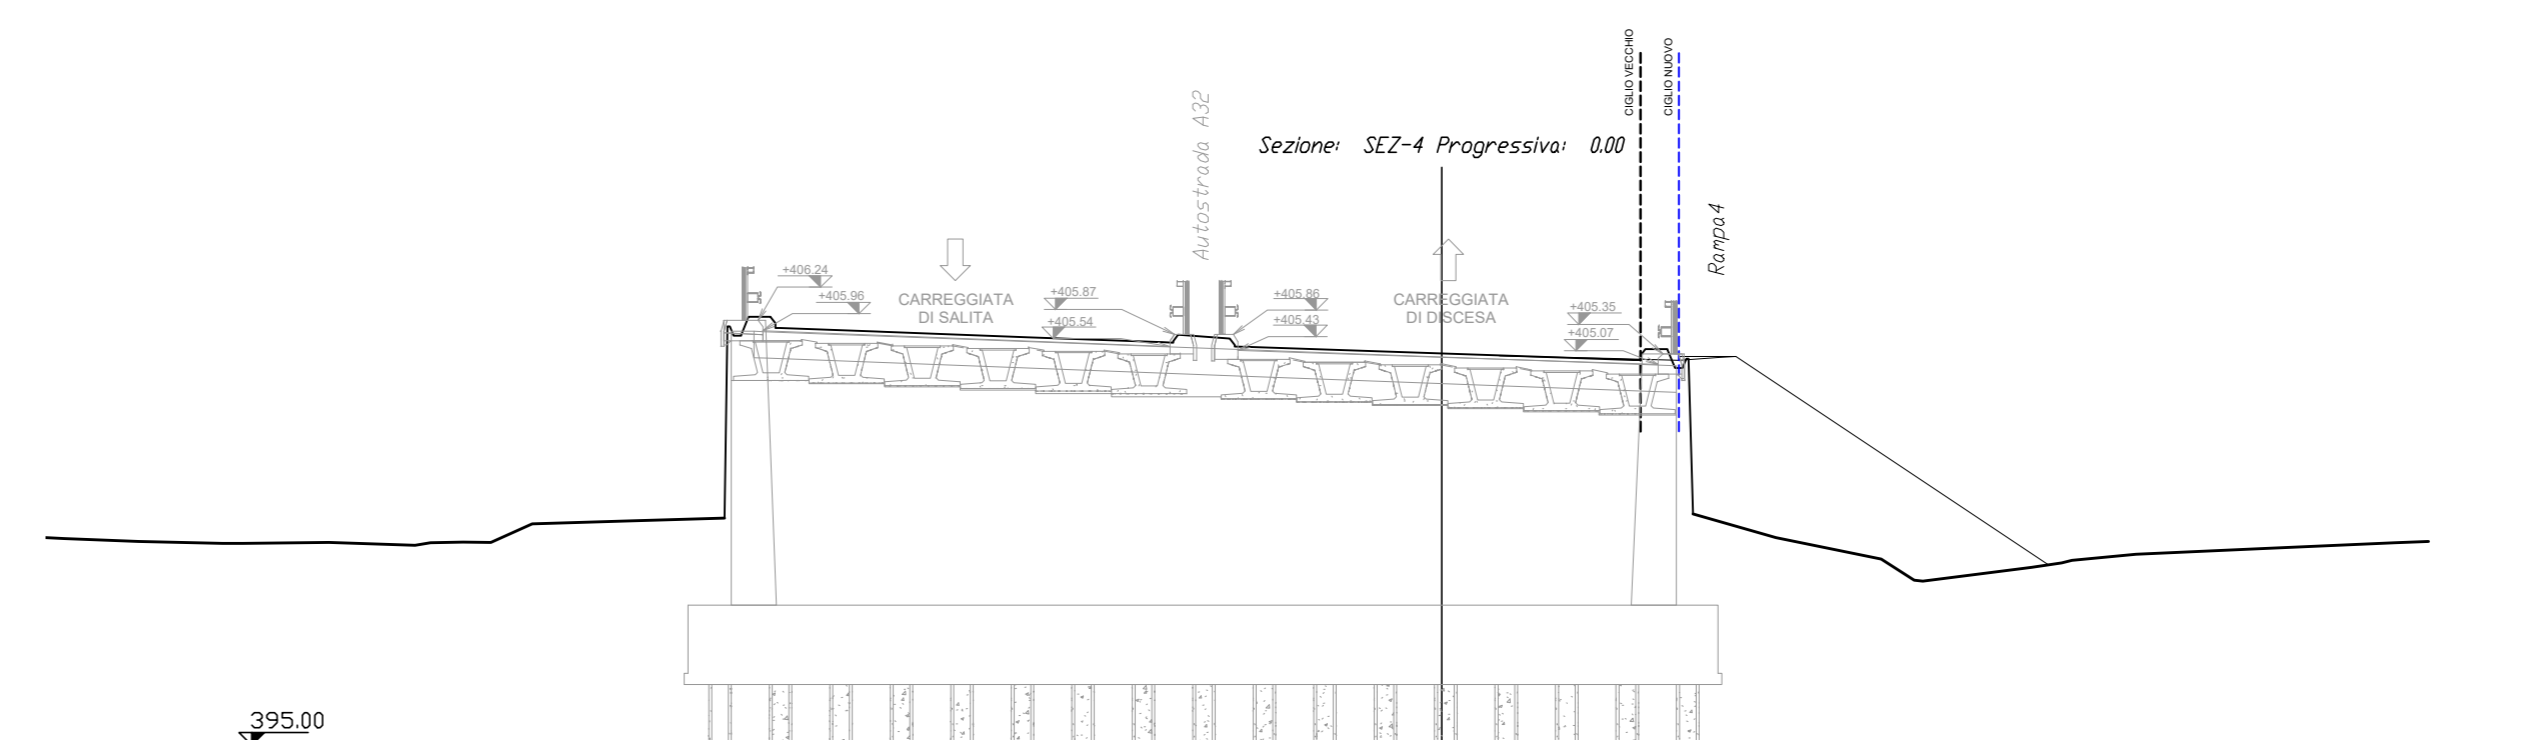 CIGLIO VECCHIO
CIGLIO NUOVO
Autostrada A32
Sezione: SEZ-4 Progressiva: 0.00
Rampa4
+406.24
+405.96
CARREGGIATA
DI SALITA
+405.87
+405.54
+405.86
+405.43
CARREGGIATA
DI DISCESA
+405.35
+405.07
395.00